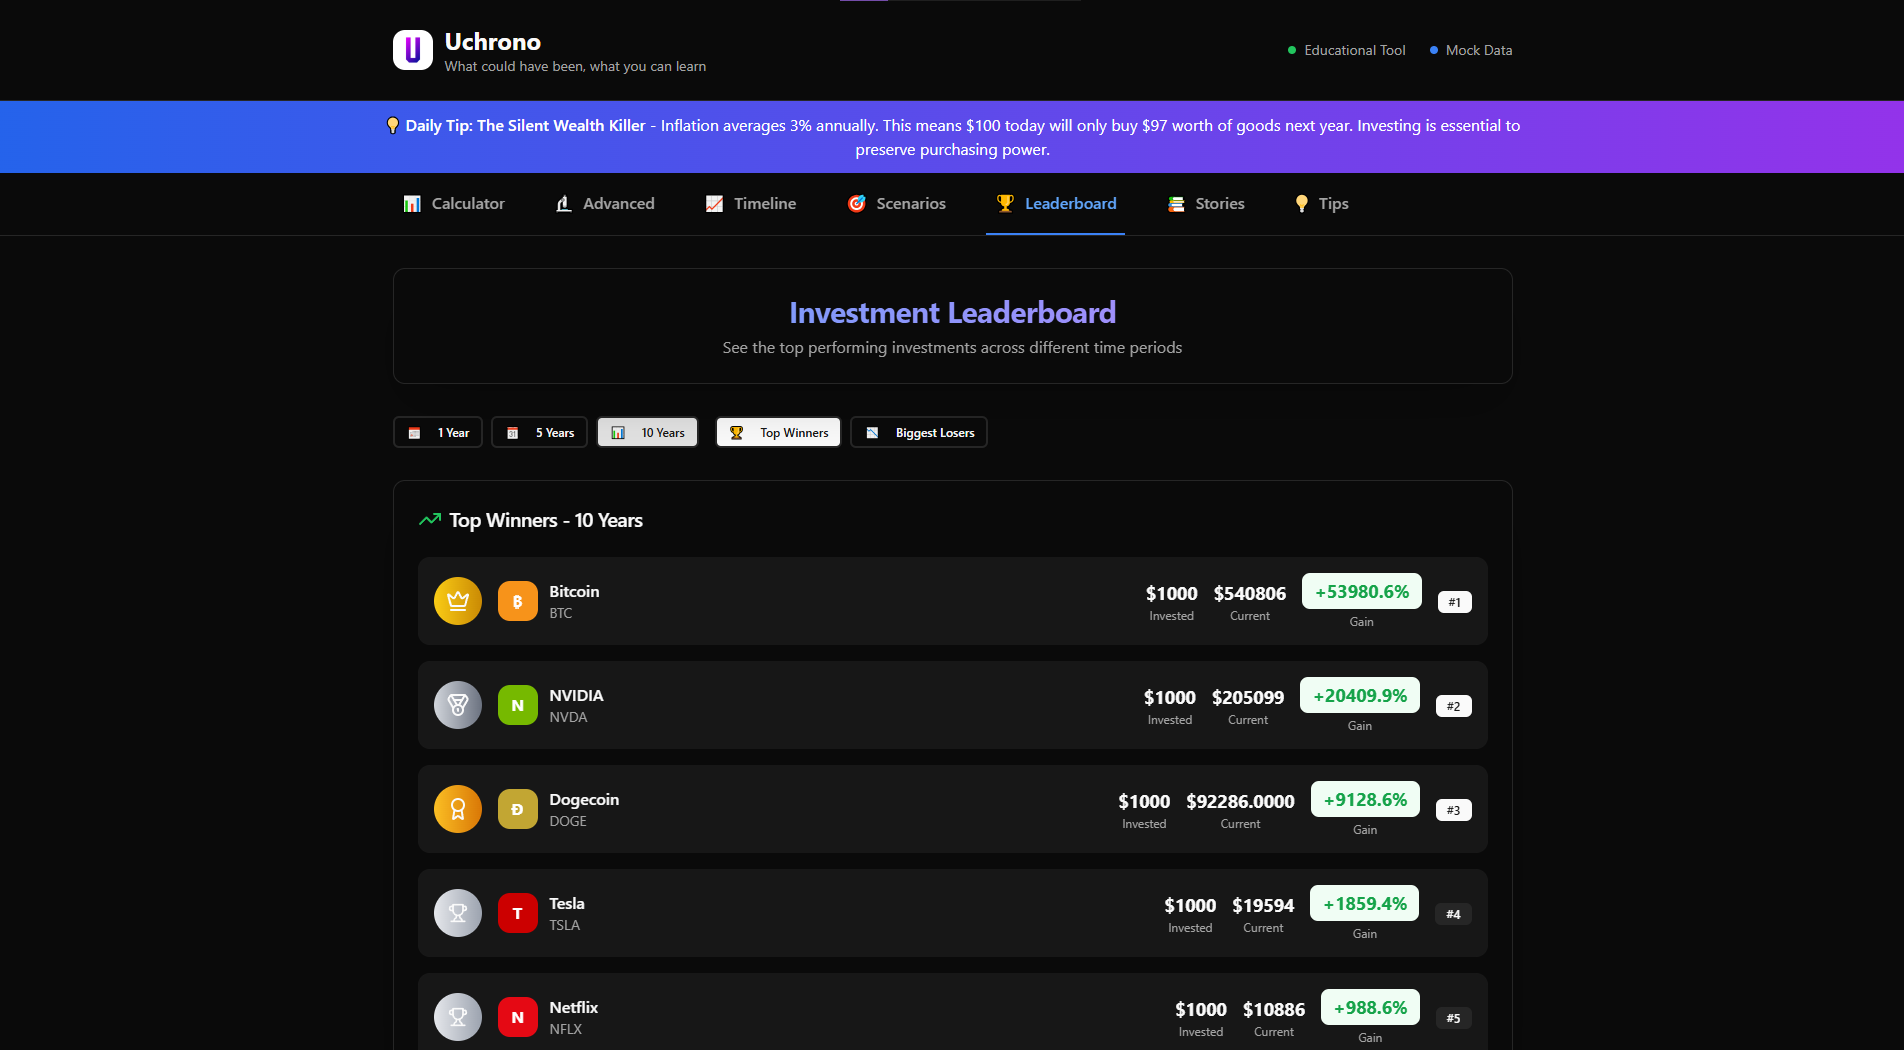 Uchrono
What could have been, what you can learn
Educational Tool
Mock Data
Daily Tip: The Silent Wealth Killer - Inflation averages 3% annually. This means $100 today will only buy $97 worth of goods next year. Investing is essential to
preserve purchasing power.
Calculator
Advanced
Timeline
Scenarios
Leaderboard
Stories
Tips
Investment Leaderboard
See the top performing investments across different time periods
1 Year
5 Years
10 Years
Top Winners
Biggest Losers
Top Winners - 10 Years
₿
Bitcoin
BTC
$1000
Invested
$540806
Current
+53980.6%
Gain
#1
N
NVIDIA
NVDA
$1000
Invested
$205099
Current
+20409.9%
Gain
#2
Ð
Dogecoin
DOGE
$1000
Invested
$92286.0000
Current
+9128.6%
Gain
#3
T
Tesla
TSLA
$1000
Invested
$19594
Current
+1859.4%
Gain
#4
N
Netflix
NFLX
$1000
Invested
$10886
Current
+988.6%
Gain
#5